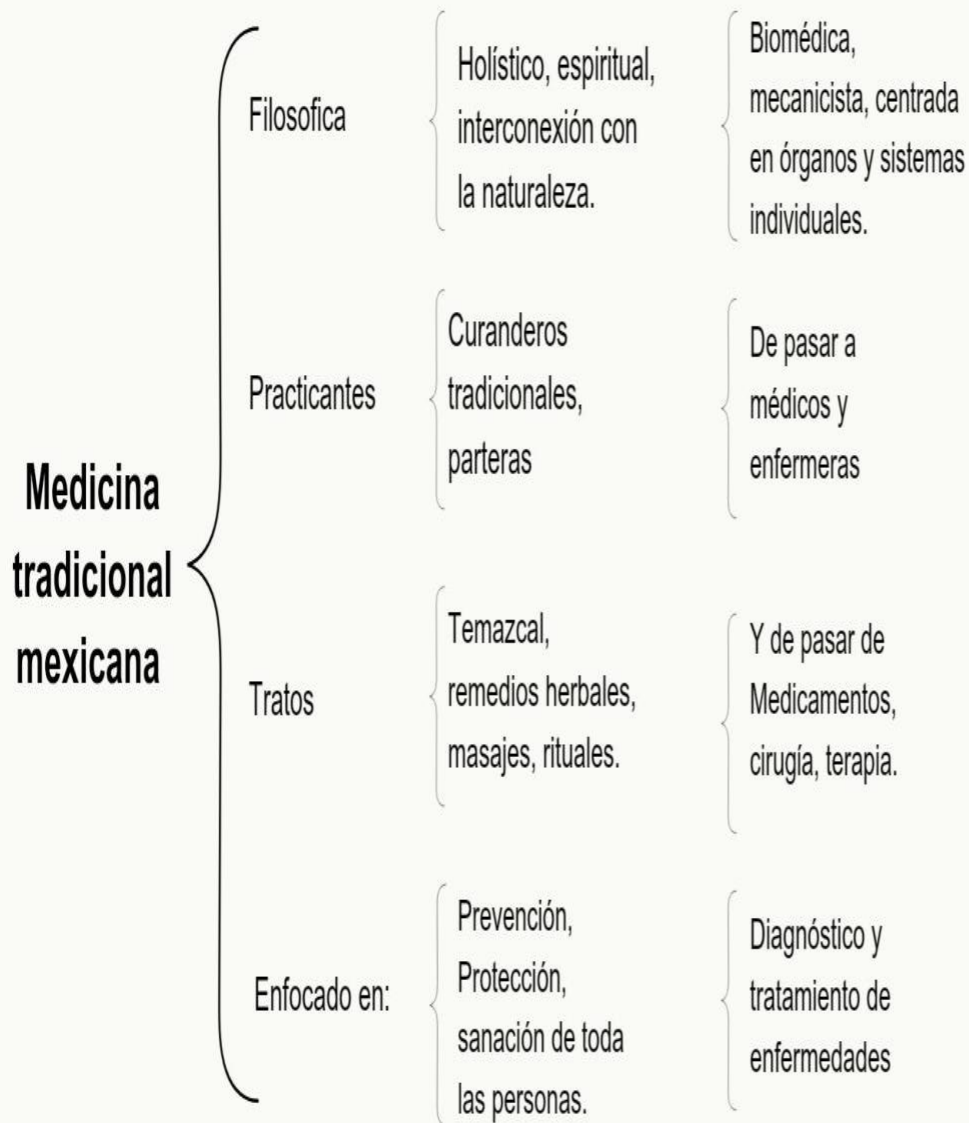 Medicina
tradicional
mexicana
Filosofica
Holístico, espiritual,
interconexión con
la naturaleza.
Biomédica,
mecanicista, centrada
en órganos y sistemas
individuales.
Practicantes
Curanderos
tradicionales,
parteras
De pasar a
médicos y
enfermeras
Tratos
Temazcal,
remedios herbales,
masajes, rituales.
Y de pasar de
Medicamentos,
cirugía, terapia.
Enfocado en:
Prevención,
Protección,
sanación de toda
las personas.
Diagnóstico y
tratamiento de
enfermedades